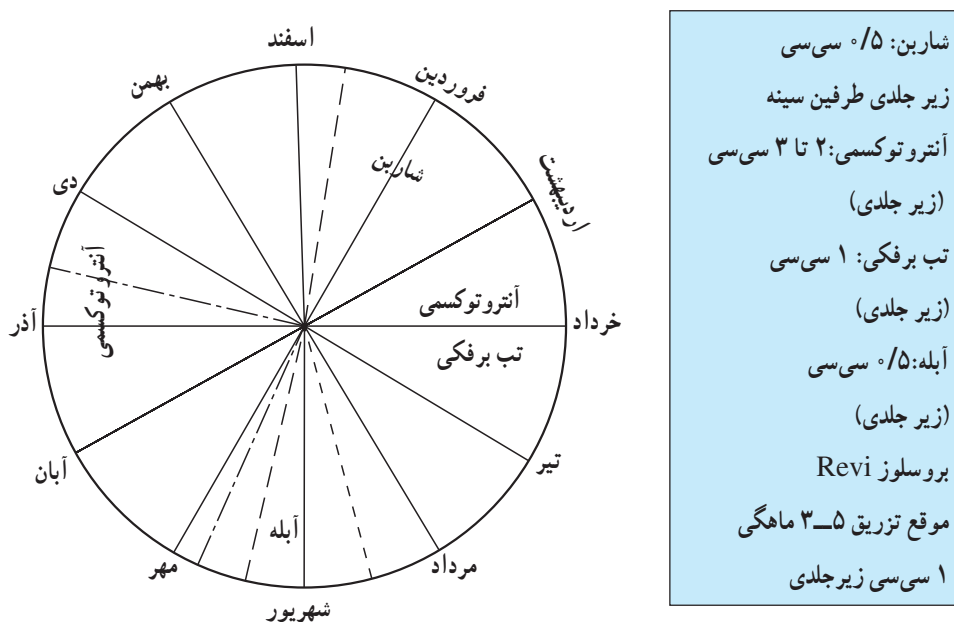 اسفند
فروردین
اردیبهشت
خرداد
تیر
مرداد
شهریور
مهر
آبان
آذر
دی
بهمن
شاربن
آنتروتوکسمی
تب برفکی
آبله
آنتروتوکسمی
شاربن: ۰/۵ سی‌سی
زیر جلدی طرفین سینه
آنتروتوکسمی:۲ تا ۳ سی‌سی
(زیر جلدی)
تب برفکی: ۱ سی‌سی
(زیر جلدی)
آبله:۰/۵ سی‌سی
(زیر جلدی)
بروسلوز Revi
موقع تزریق ۵ــ۳ ماهگی
۱ سی‌سی زیرجلدی